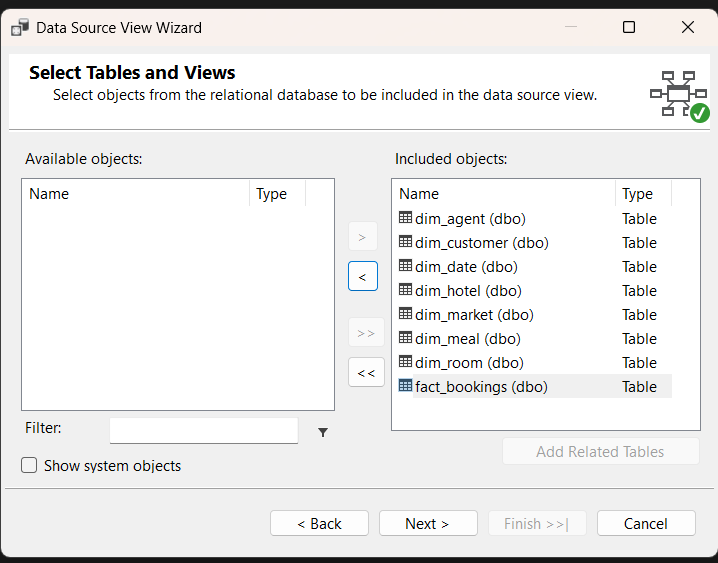 Data Source View Wizard
Select Tables and Views
Select objects from the relational database to be included in the data source view.
Available objects:
Name Type
Included objects:
Name Type
dim_agent (dbo) Table
dim_customer (dbo) Table
dim_date (dbo) Table
dim_hotel (dbo) Table
dim_market (dbo) Table
dim_meal (dbo) Table
dim_room (dbo) Table
fact_bookings (dbo) Table
>
<
>>
<<
Filter:
Show system objects
Add Related Tables
< Back Next > Finish >>| Cancel